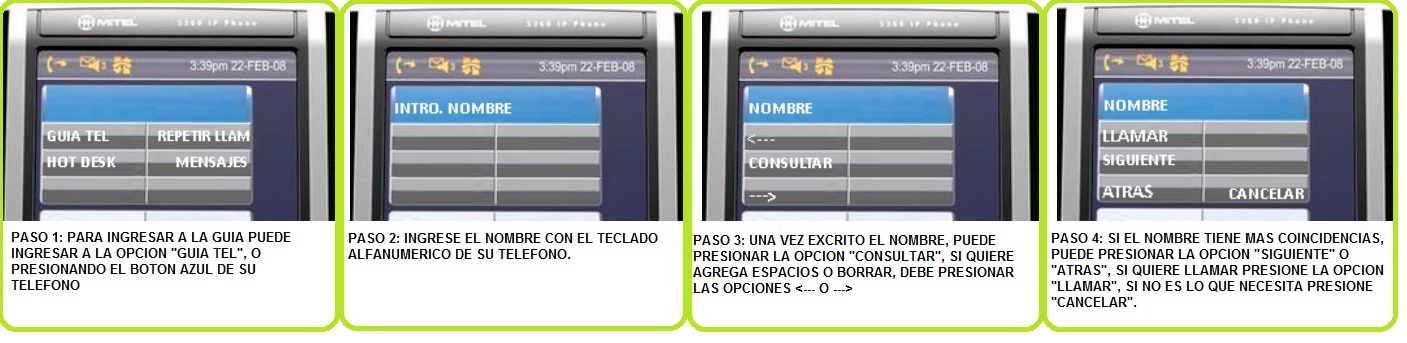 MITEL 5360 IP Phone
3:39pm 22-FEB-08
GUIA TEL REPETIR LLAM
HOT DESK MENSAJES
PASO 1: PARA INGRESAR A LA GUIA PUEDE
INGRESAR A LA OPCION "GUIA TEL", O
PRESIONANDO EL BOTON AZUL DE SU
TELEFONO
MITEL 5360 IP Phone
3:39pm 22-FEB-08
INTRO. NOMBRE
PASO 2: INGRESE EL NOMBRE CON EL TECLADO
ALFANUMERICO DE SU TELEFONO.
MITEL 5360 IP Phone
3:39pm 22-FEB-08
NOMBRE
<---
CONSULTAR
--->
PASO 3: UNA VEZ EXCRITO EL NOMBRE, PUEDE
PRESIONAR LA OPCION "CONSULTAR", SI QUIERE
AGREGA ESPACIOS O BORRAR, DEBE PRESIONAR
LAS OPCIONES <--- O --->
MITEL 5360 IP Phone
3:39pm 22-FEB-08
NOMBRE
LLAMAR
SIGUIENTE
ATRAS CANCELAR
PASO 4: SI EL NOMBRE TIENE MAS COINCIDENCIAS,
PUEDE PRESIONAR LA OPCION "SIGUIENTE" O
"ATRAS", SI QUIERE LLAMAR PRESIONE LA OPCION
"LLAMAR", SI NO ES LO QUE NECESITA PRESIONE
"CANCELAR".